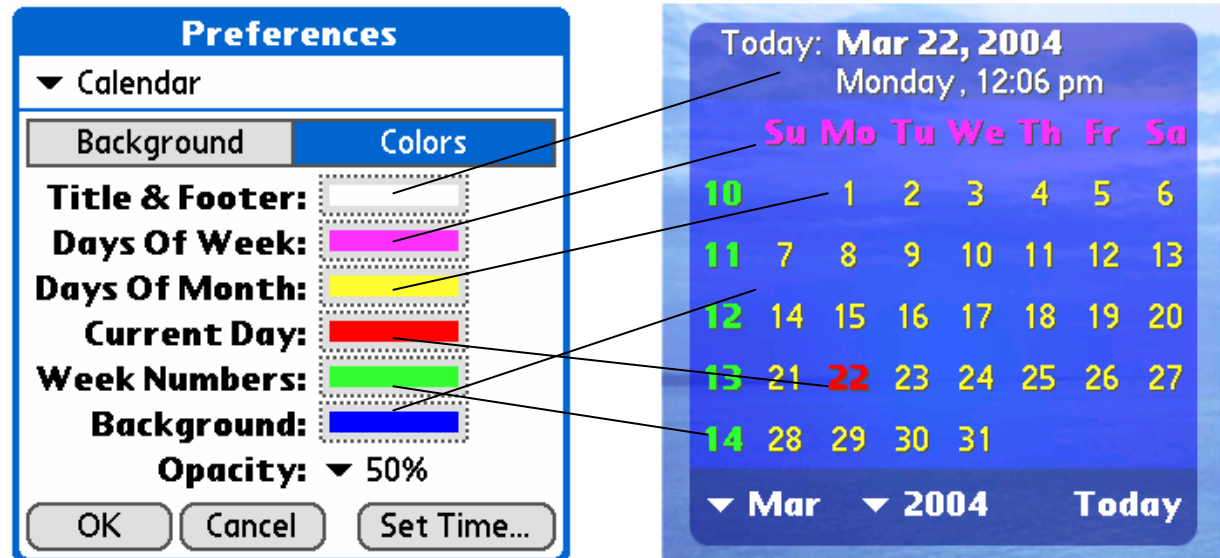 Preferences
Calendar
Background Colors
Title & Footer:
Days Of Week:
Days Of Month:
Current Day:
Week Numbers:
Background:
Opacity: 50%
OK Cancel Set Time...
Today: Mar 22, 2004
Monday, 12:06 pm
Su Mo Tu We Th Fr Sa
10 1 2 3 4 5 6
11 7 8 9 10 11 12 13
12 14 15 16 17 18 19 20
13 21 22 23 24 25 26 27
14 28 29 30 31
Mar 2004 Today